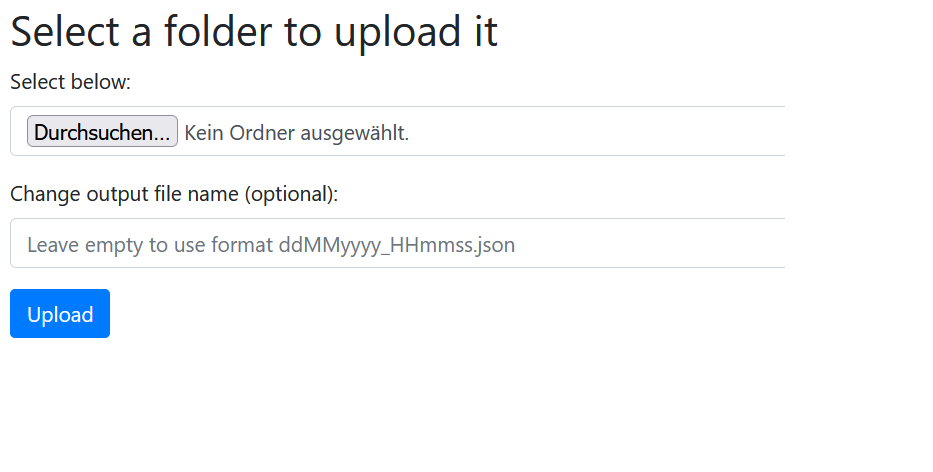 Select a folder to upload it
Select below:
Durchsuchen... Kein Ordner ausgewählt.
Change output file name (optional):
Leave empty to use format ddMMyyyy_HHmmss.json
Upload